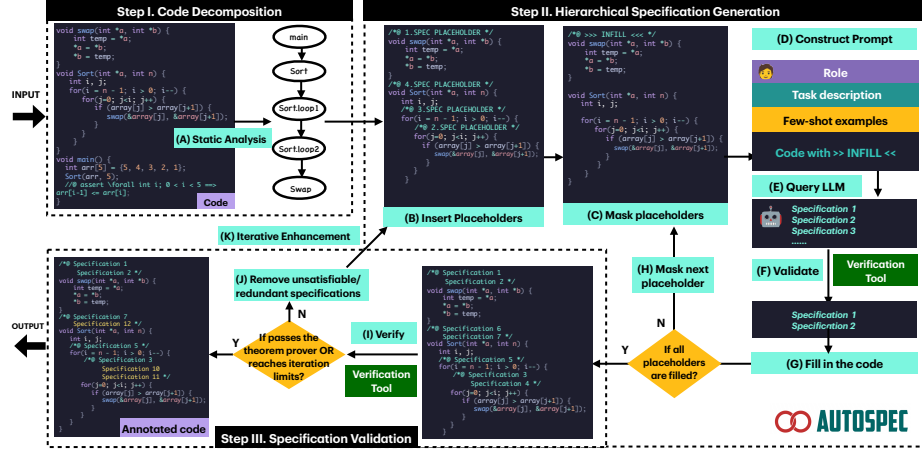 Step I. Code Decomposition
Step II. Hierarchical Specification Generation
INPUT
void swap(int *a, int *b) {
int temp = *a;
*a = *b;
*b = temp;
}
void Sort(int *a, int n) {
int i, j;
for(i = n - 1; i > 0; i--) {
for(j=0; j<i; j++) {
if (array[j] > array[j+1]) {
swap(&array[j], &array[j+1]);
}
}
}
}
void main() {
int arr[5] = {5, 4, 3, 2, 1};
Sort(arr, 5);
//@ assert \forall int i; 0 < i < 5 ==>
arr[i-1] <= arr[i];
}
Code
main
Sort
Sort.loop1
Sort.loop2
Swap
(A) Static Analysis
/*@ 1.SPEC PLACEHOLDER */
void swap(int *a, int *b) {
int temp = *a;
*a = *b;
*b = temp;
}
/*@ 4.SPEC PLACEHOLDER */
void Sort(int *a, int n) {
int i, j;
/*@ 3.SPEC PLACEHOLDER */
for(i = n - 1; i > 0; i--) {
/*@ 2.SPEC PLACEHOLDER */
for(j=0; j<i; j++) {
if (array[j] > array[j+1]) {
swap(&array[j], &array[j+1]);
}
}
}
}
(B) Insert Placeholders
/*@ >>> INFILL <<< */
void swap(int *a, int *b) {
int temp = *a;
*a = *b;
*b = temp;
}
void Sort(int *a, int n) {
int i, j;
for(i = n - 1; i > 0; i--) {
for(j=0; j<i; j++) {
if (array[j] > array[j+1]) {
swap(&array[j], &array[j+1]);
}
}
}
}
(C) Mask placeholders
(D) Construct Prompt
Role
Task description
Few-shot examples
Code with >> INFILL <<
(E) Query LLM
Specification 1
Specification 2
Specification 3
......
(F) Validate
Verification
Tool
Specification 1
Specification 2
(G) Fill in the code
(H) Mask next
placeholder
N
If all
placeholders
are filled?
Y
/*@ Specification 1
Specification 2 */
void swap(int *a, int *b) {
int temp = *a;
*a = *b;
*b = temp;
}
/*@ Specification 6
Specification 7 */
void Sort(int *a, int n) {
int i, j;
/*@ Specification 5 */
for(i = n - 1; i > 0; i--) {
/*@ Specification 3
Specification 4 */
for(j=0; j<i; j++) {
if (array[j] > array[j+1]) {
swap(&array[j], &array[j+1]);
}
}
}
}
(I) Verify
Verification
Tool
(K) Iterative Enhancement
(J) Remove unsatisfiable/
redundant specifications
N
If passes the
theorem prover OR
reaches iteration
limits?
Y
OUTPUT
/*@ Specification 1
Specification 2 */
void swap(int *a, int *b) {
int temp = *a;
*a = *b;
*b = temp;
}
/*@ Specification 7
Specification 12 */
void Sort(int *a, int n) {
int i, j;
/*@ Specification 5 */
for(i = n - 1; i > 0; i--) {
/*@ Specification 3
Specification 10
Specification 11 */
for(j=0; j<i; j++) {
if (array[j] > array[j+1]) {
swap(&array[j], &array[j+1]);
}
}
}
}
Annotated code
Step III. Specification Validation
AUTOSPEC